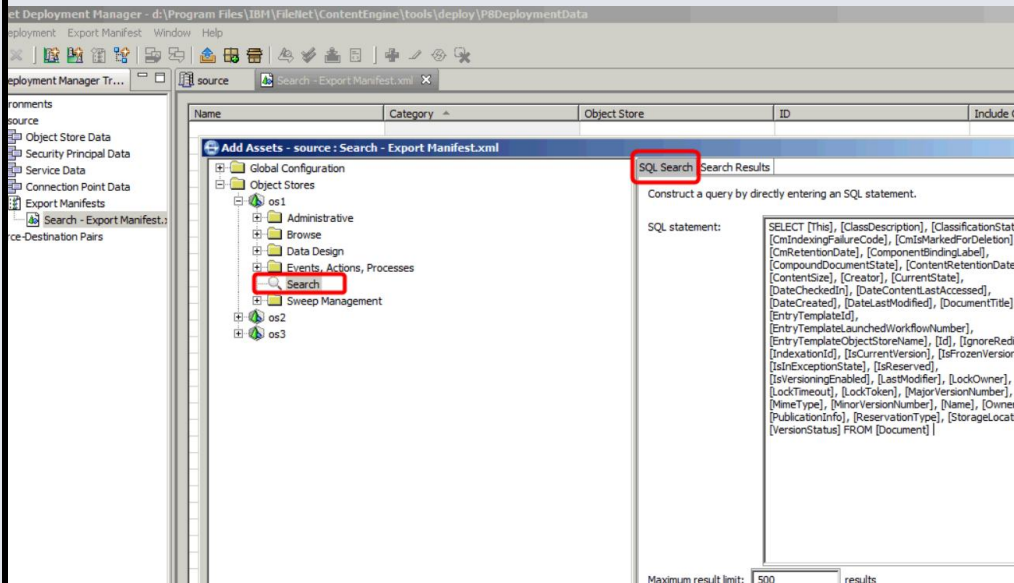 et Deployment Manager - d:\Program Files\IBM\FileNet\ContentEngine\tools\deploy\P8DeploymentData
eployment Export Manifest Window Help
eployment Manager Tr...
source
Search - Export Manifest.xml
ronments
source
Object Store Data
Security Principal Data
Service Data
Connection Point Data
Export Manifests
Search - Export Manifest.:
rce-Destination Pairs
Name Category Object Store ID Include
Add Assets - source : Search - Export Manifest.xml
Global Configuration
Object Stores
os1
Administrative
Browse
Data Design
Events, Actions, Processes
Search
Sweep Management
os2
os3
SQL Search Search Results
Construct a query by directly entering an SQL statement.
SQL statement:
SELECT [This], [ClassDescription], [ClassificationStat
[CmIndexingFailureCode], [CmIsMarkedForDeletion]
[CmRetentionDate], [ComponentBindingLabel],
[CompoundDocumentState], [ContentRetentionDate
[ContentSize], [Creator], [CurrentState],
[DateCheckedIn], [DateContentLastAccessed],
[DateCreated], [DateLastModified], [DocumentTitle]
[EntryTemplateId],
[EntryTemplateLaunchedWorkflowNumber],
[EntryTemplateObjectStoreName], [Id], [IgnoreRedi
[IndexationId], [IsCurrentVersion], [IsFrozenVersion
[IsInExceptionState], [IsReserved],
[IsVersioningEnabled], [LastModifier], [LockOwner],
[LockTimeout], [LockToken], [MajorVersionNumber],
[MimeType], [MinorVersionNumber], [Name], [Owner
[PublicationInfo], [ReservationType], [StorageLocat
[VersionStatus] FROM [Document]
Maximum result limit: 500 results